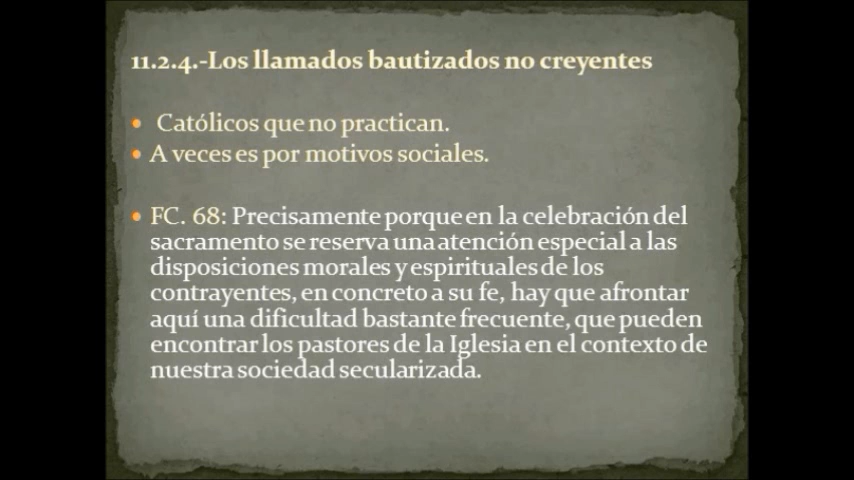 11.2.4.-Los llamados bautizados no creyentes
• Católicos que no practican.
• A veces es por motivos sociales.
• FC. 68: Precisamente porque en la celebración del
sacramento se reserva una atención especial a las
disposiciones morales y espirituales de los
contrayentes, en concreto a su fe, hay que afrontar
aquí una dificultad bastante frecuente, que pueden
encontrar los pastores de la Iglesia en el contexto de
nuestra sociedad secularizada.